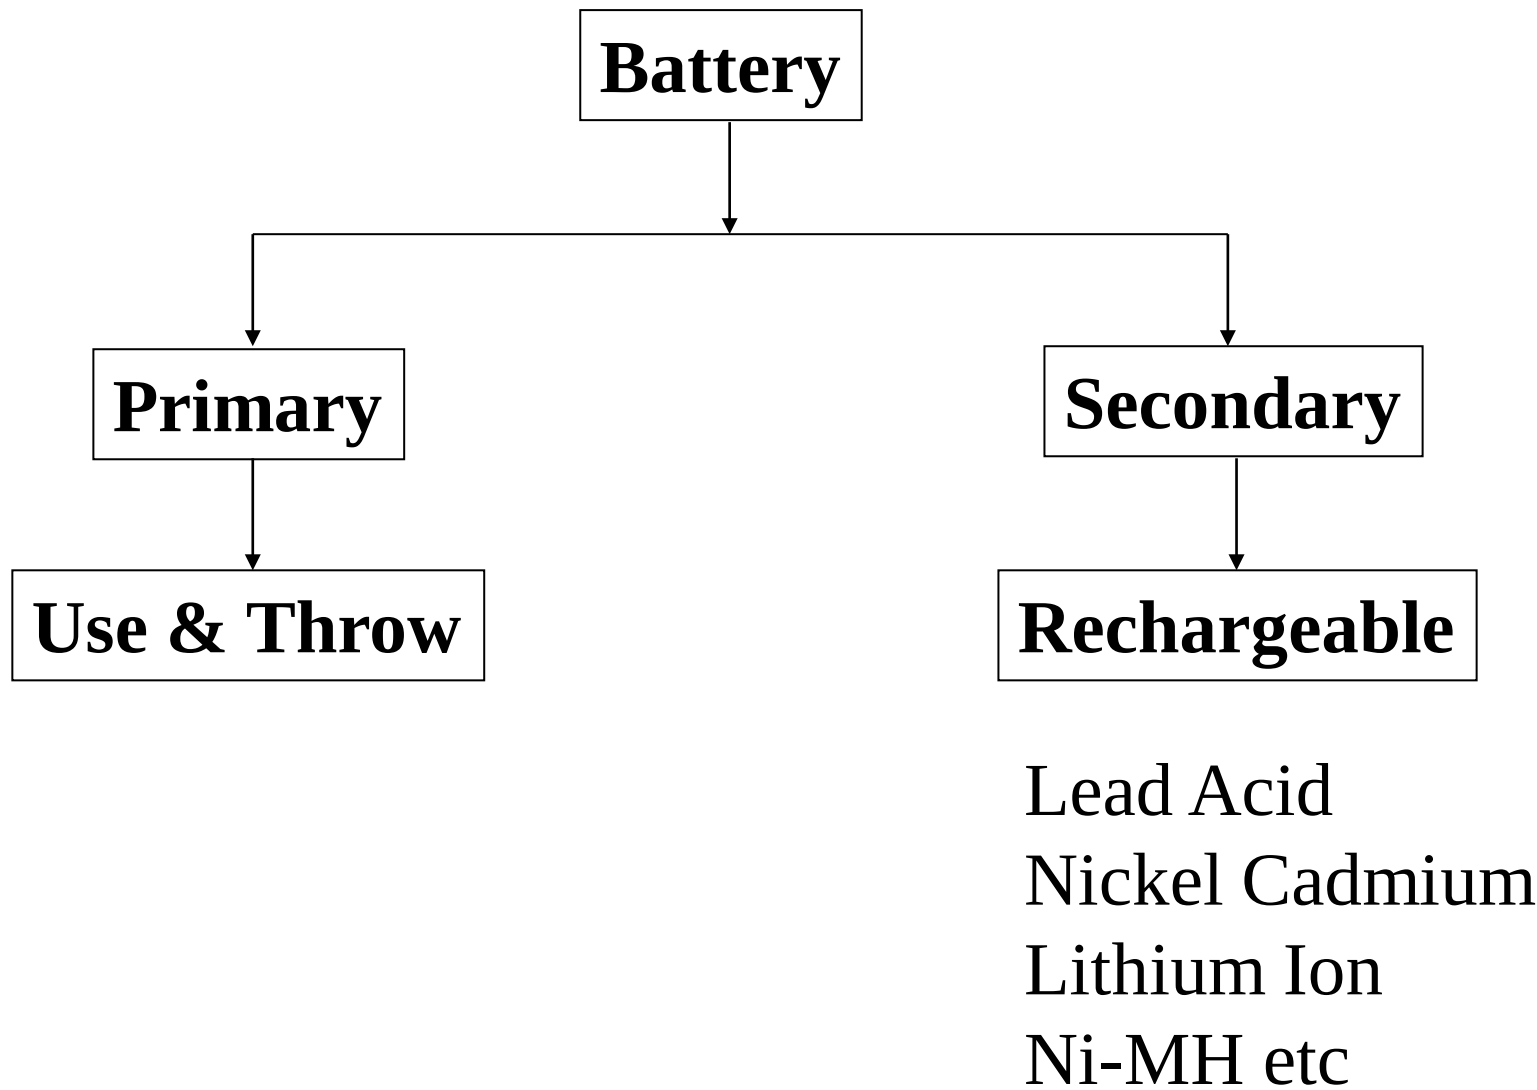 Battery
Primary
Secondary
Use & Throw
Rechargeable
Lead Acid
Nickel Cadmium
Lithium Ion
Ni-MH etc